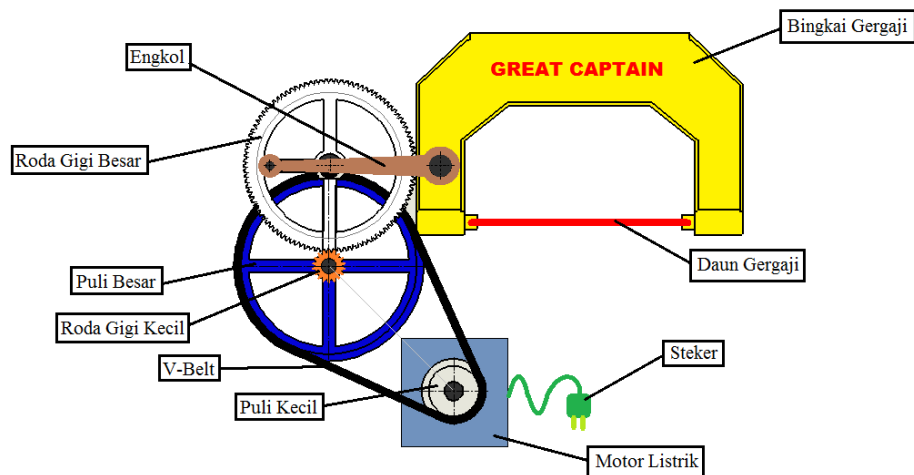 Bingkai Gergaji
Engkol
GREAT CAPTAIN
Roda Gigi Besar
Daun Gergaji
Puli Besar
Roda Gigi Kecil
Steker
V-Belt
Puli Kecil
Motor Listrik